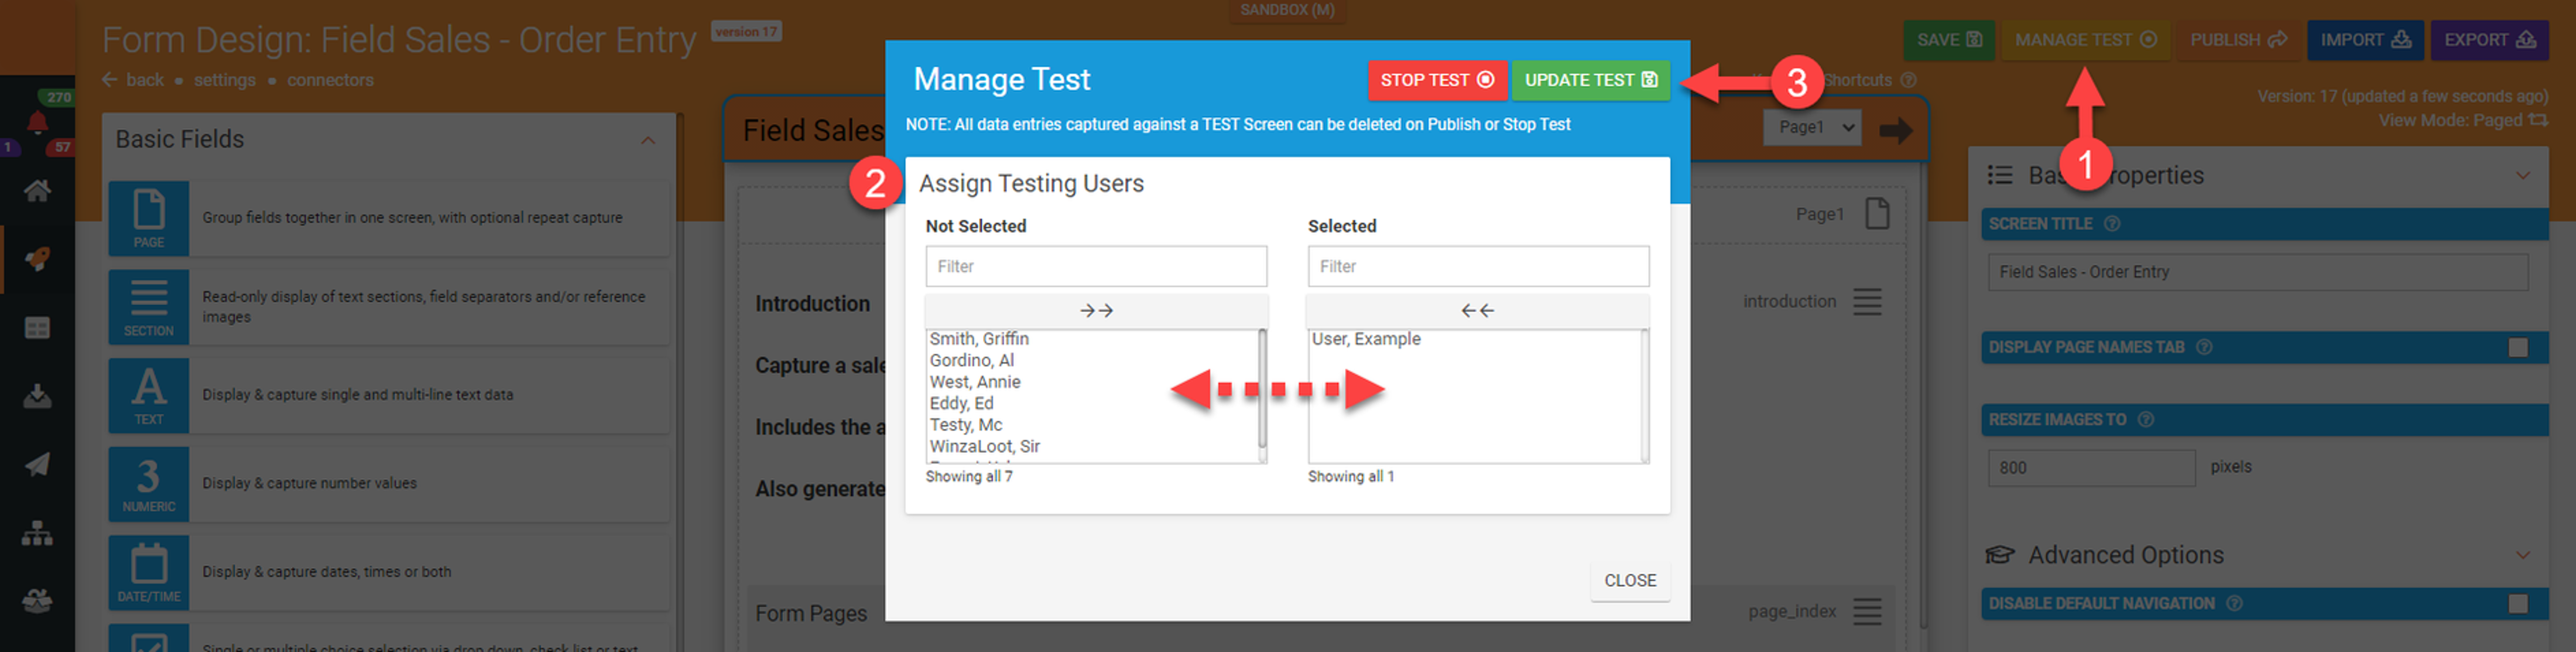 SANDBOX (M)
Form Design: Field Sales - Order Entry
version 17
back • settings • connectors
SAVE
MANAGE TEST
PUBLISH
IMPORT
EXPORT
Shortcuts
Version: 17 (updated a few seconds ago)
View Mode: Paged
270
1
57
Basic Fields
PAGE
Group fields together in one screen, with optional repeat capture
SECTION
Read-only display of text sections, field separators and/or reference
images
TEXT
Display & capture single and multi-line text data
3
NUMERIC
Display & capture number values
DATE/TIME
Display & capture dates, times or both
Single or multiple choice selection via drop down, check list or text
Field Sales
Page1
Page1
Introduction
introduction
Capture a sale
Includes the a
Also generate
Form Pages
page_index
Manage Test
STOP TEST
UPDATE TEST
3
NOTE: All data entries captured against a TEST Screen can be deleted on Publish or Stop Test
2
Assign Testing Users
Not Selected
Filter
Smith, Griffin
Gordino, Al
West, Annie
Eddy, Ed
Testy, Mc
WinzaLoot, Sir
Showing all 7
Selected
Filter
User, Example
Showing all 1
CLOSE
1
Basic Properties
SCREEN TITLE
Field Sales - Order Entry
DISPLAY PAGE NAMES TAB
RESIZE IMAGES TO
800
pixels
Advanced Options
DISABLE DEFAULT NAVIGATION